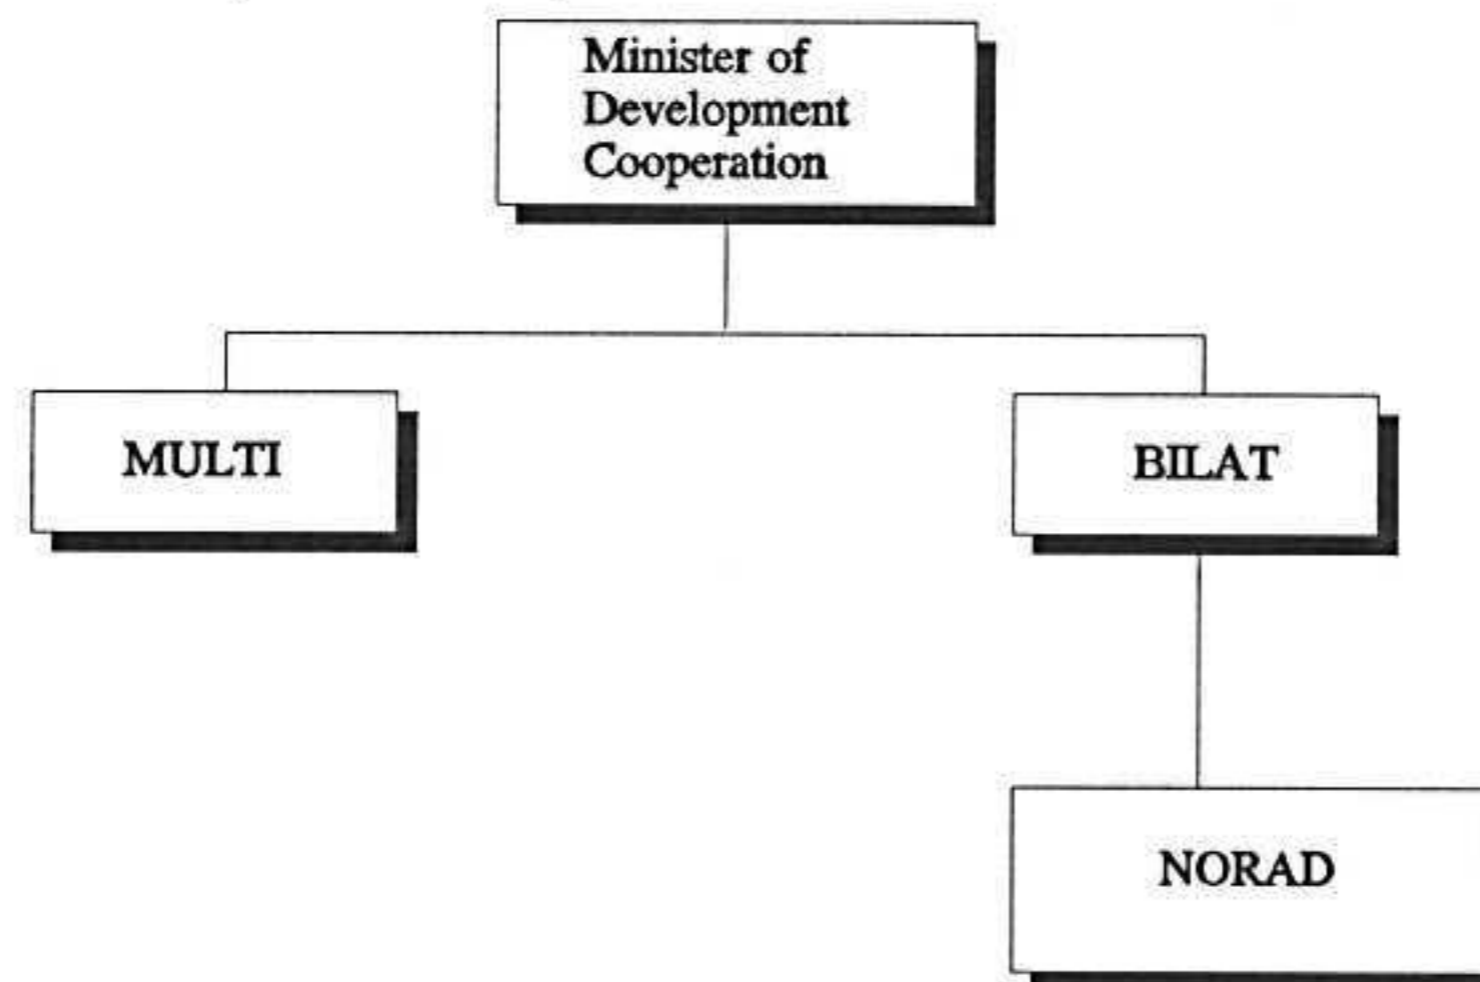 Minister of
Development
Cooperation
MULTI
BILAT
NORAD